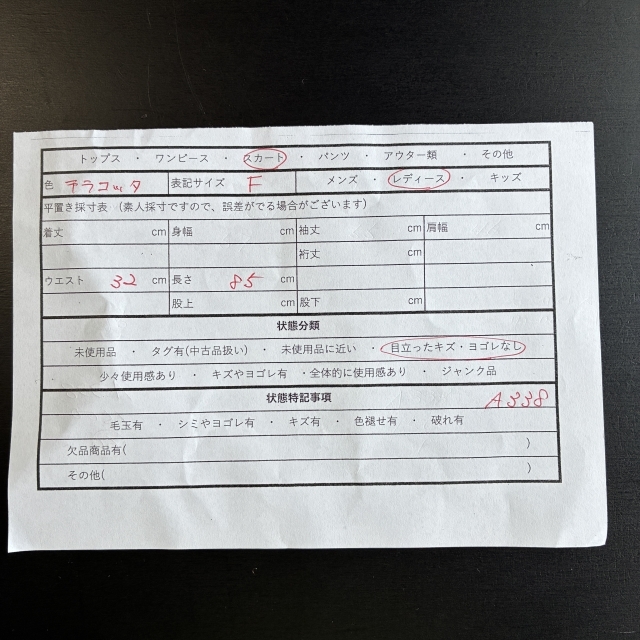 トップス ・ ワンピース ・ スカート ・ パンツ ・ アウター類 ・ その他
色 テラコッタ 表記サイズ F メンズ ・ レディース ・ キッズ
平置き採寸表 (素人採寸ですので、誤差がでる場合がございます)
着丈 cm 身幅 cm 袖丈 cm 肩幅 cm
裄丈 cm
ウエスト 32 cm 長さ 85 cm
股上 cm 股下 cm
状態分類
未使用品 ・ タグ有(中古品扱い) ・ 未使用品に近い ・ 目立ったキズ・ヨゴレなし
少々使用感あり ・ キズやヨゴレ有 ・全体的に使用感あり ・ ジャンク品
状態特記事項 A338
毛玉有 ・ シミやヨゴレ有 ・ キズ有 ・ 色褪せ有 ・ 破れ有
欠品商品有( )
その他( )